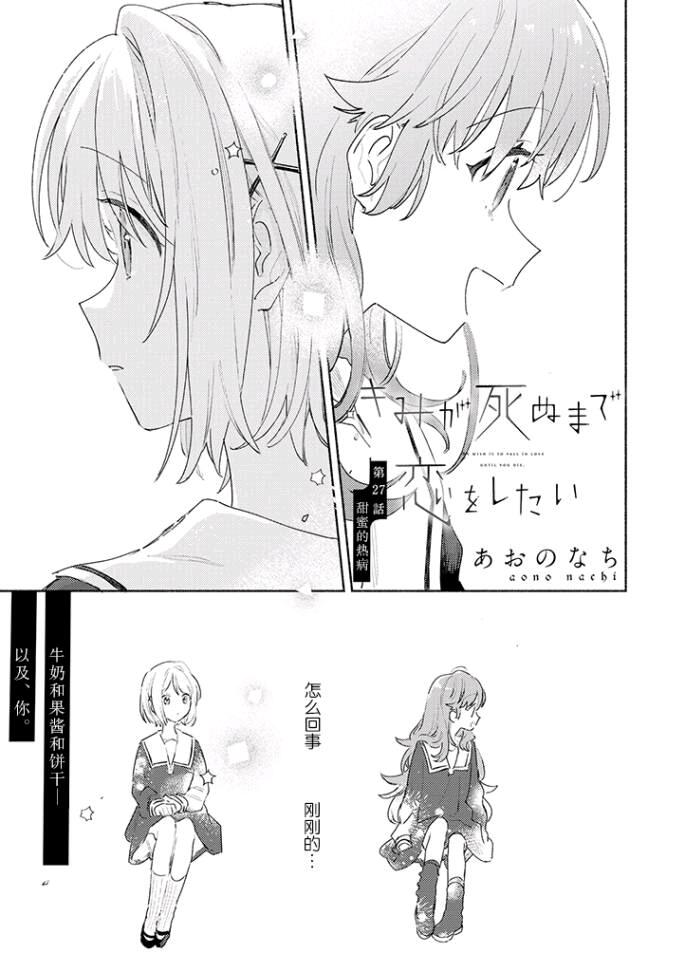 きみが死ぬまで
恋をしたい
MY WISH IS TO FALL IN LOVE
UNTIL YOU DIE.
第27話
甜蜜的热病
あおのなち
aono nachi
怎么回事
刚刚的…
牛奶和果酱和饼干—
以及、你。